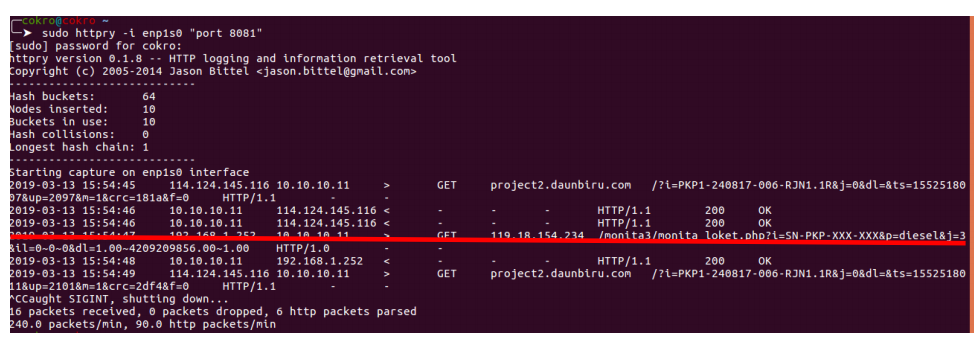 cokro@cokro ~
sudo httpry -i enp1s0 "port 8081"
[sudo] password for cokro:
httpry version 0.1.8 -- HTTP logging and information retrieval tool
Copyright (c) 2005-2014 Jason Bittel <jason.bittel@gmail.com>
----------------------------
Hash buckets: 64
Nodes inserted: 10
Buckets in use: 10
Hash collisions: 0
Longest hash chain: 1
----------------------------
Starting capture on enp1s0 interface
2019-03-13 15:54:45 114.124.145.116 10.10.10.11 > GET project2.daunbiru.com /?i=PKP1-240817-006-RJN1.1R&j=0&dl=&ts=15525180
07&up=2097&m=1&crc=181a&f=0 HTTP/1.1 - -
2019-03-13 15:54:46 10.10.10.11 114.124.145.116 < - - - HTTP/1.1 200 OK
2019-03-13 15:54:46 10.10.10.11 114.124.145.116 < - - - HTTP/1.1 200 OK
2019-03-13 15:54:47 192.168.1.252 10.10.10.11 > GET 119.18.154.234 /monita3/monita_loket.php?i=SN-PKP-XXX-XXX&p=diesel&j=3
&il=0~0~0&dl=1.00~4209209856.00~1.00 HTTP/1.0 - -
2019-03-13 15:54:48 10.10.10.11 192.168.1.252 < - - - HTTP/1.1 200 OK
2019-03-13 15:54:49 114.124.145.116 10.10.10.11 > GET project2.daunbiru.com /?i=PKP1-240817-006-RJN1.1R&j=0&dl=&ts=15525180
11&up=2101&m=1&crc=2df4&f=0 HTTP/1.1 - -
^CCaught SIGINT, shutting down...
16 packets received, 0 packets dropped, 6 http packets parsed
240.0 packets/min, 90.0 http packets/min